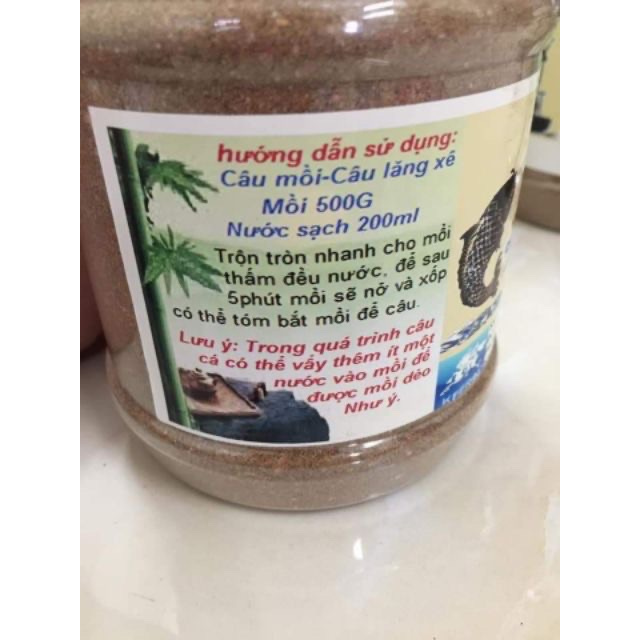 hướng dẫn sử dụng:
Câu mồi-Câu lăng xê
Mồi 500G
Nước sạch 200ml
Trộn tròn nhanh cho mồi
thấm đều nước, để sau
5phút mồi sẽ nở và xốp
có thể tóm bắt mồi để câu.
Lưu ý: Trong quá trình câu
cá có thể vẩy thêm ít một
nước vào mồi để
được mồi dẻo
Như ý.